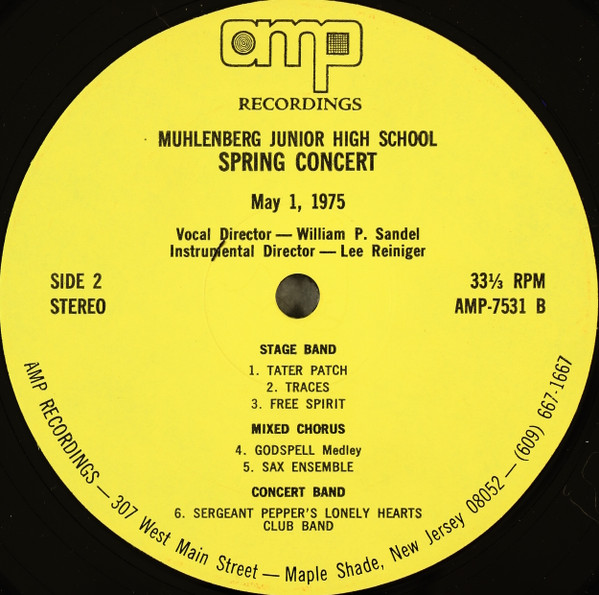 amp
RECORDINGS
MUHLENBERG JUNIOR HIGH SCHOOL
SPRING CONCERT
May 1, 1975
Vocal Director — William P. Sandel
Instrumental Director — Lee Reiniger
SIDE 2
STEREO
33⅓ RPM
AMP-7531 B
STAGE BAND
1. TATER PATCH
2. TRACES
3. FREE SPIRIT
MIXED CHORUS
4. GODSPELL Medley
5. SAX ENSEMBLE
CONCERT BAND
6. SERGEANT PEPPER'S LONELY HEARTS
CLUB BAND
AMP RECORDINGS — 307 West Main Street — Maple Shade, New Jersey 08052 — (609) 667-1667